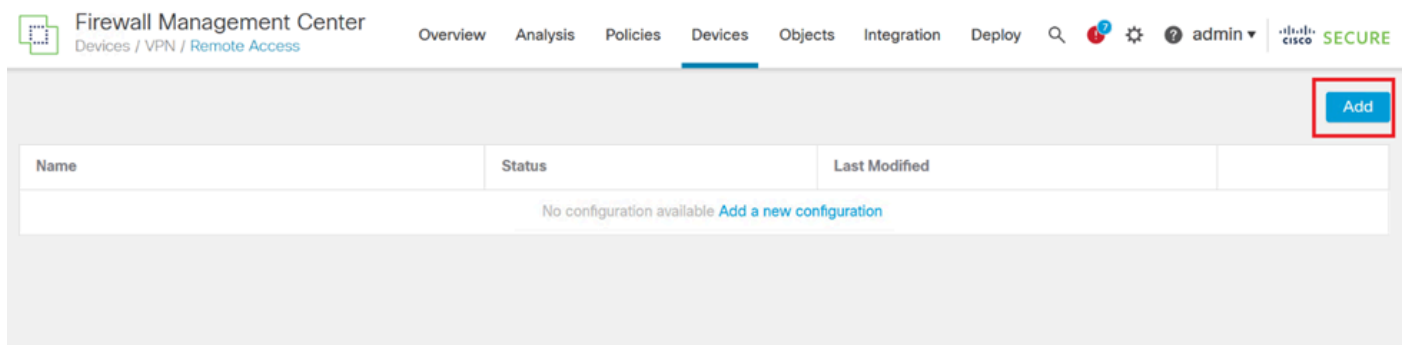 Firewall Management Center
Devices / VPN / Remote Access
Overview Analysis Policies Devices Objects Integration Deploy 7 ? admin cisco SECURE
Add
Name Status Last Modified
No configuration available Add a new configuration